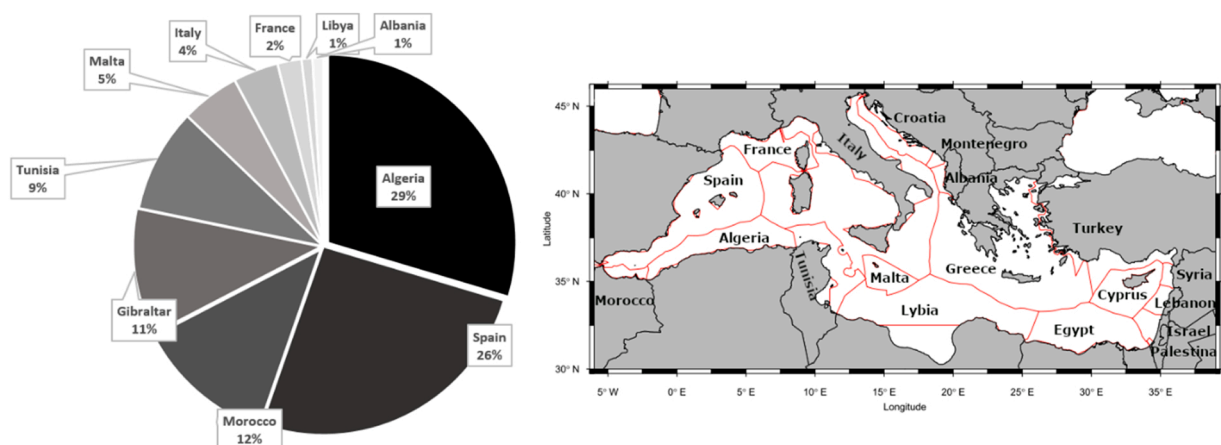 Italy
4%
France
2%
Libya
1%
Albania
1%
Malta
5%
Tunisia
9%
Algeria
29%
Gibraltar
11%
Spain
26%
Morocco
12%
45° N
40° N
35° N
30° N
Latitude
5° W
0° E
5° E
10° E
15° E
20° E
25° E
30° E
35° E
Longitude
Croatia
Italy
France
Montenegro
Spain
Albania
Algeria
Turkey
Tunisia
Greece
Malta
Syria
Morocco
Cyprus
Lebanon
Lybia
Egypt
Israel
Palestina